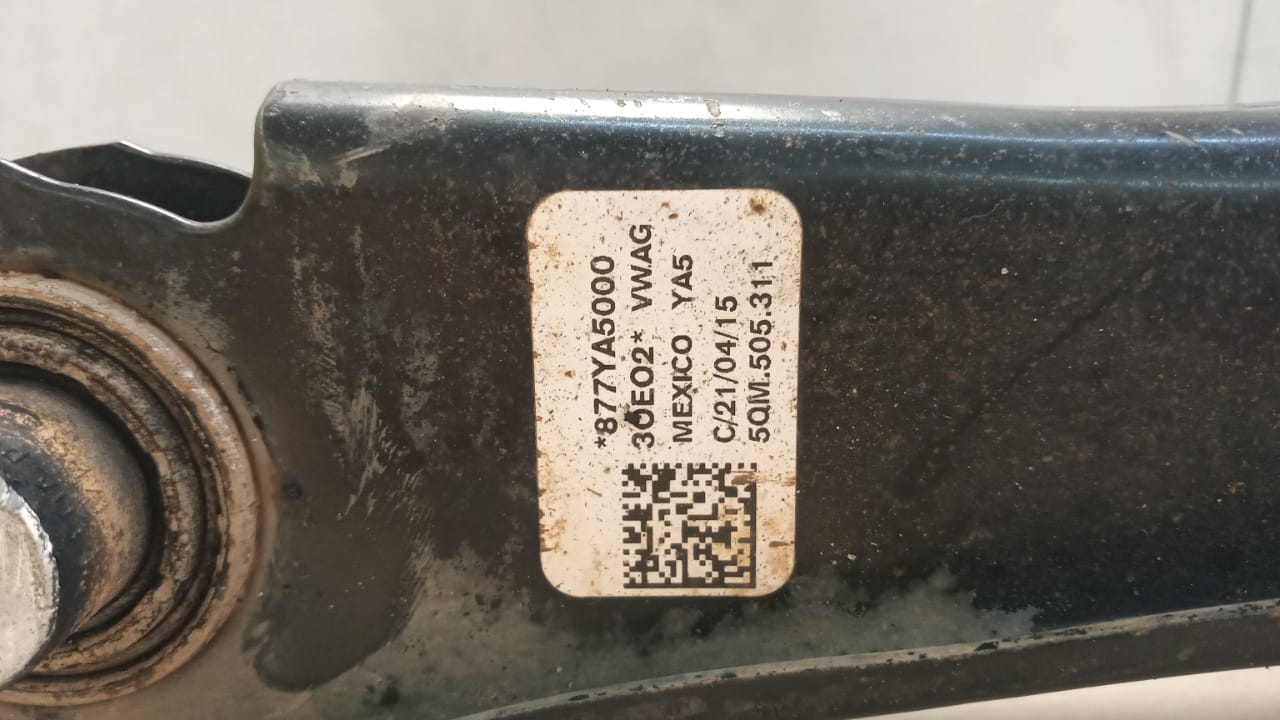 *877YA5000
30E02* VWAG
MEXICO YA5
C/21/04/15
5QM.505.311